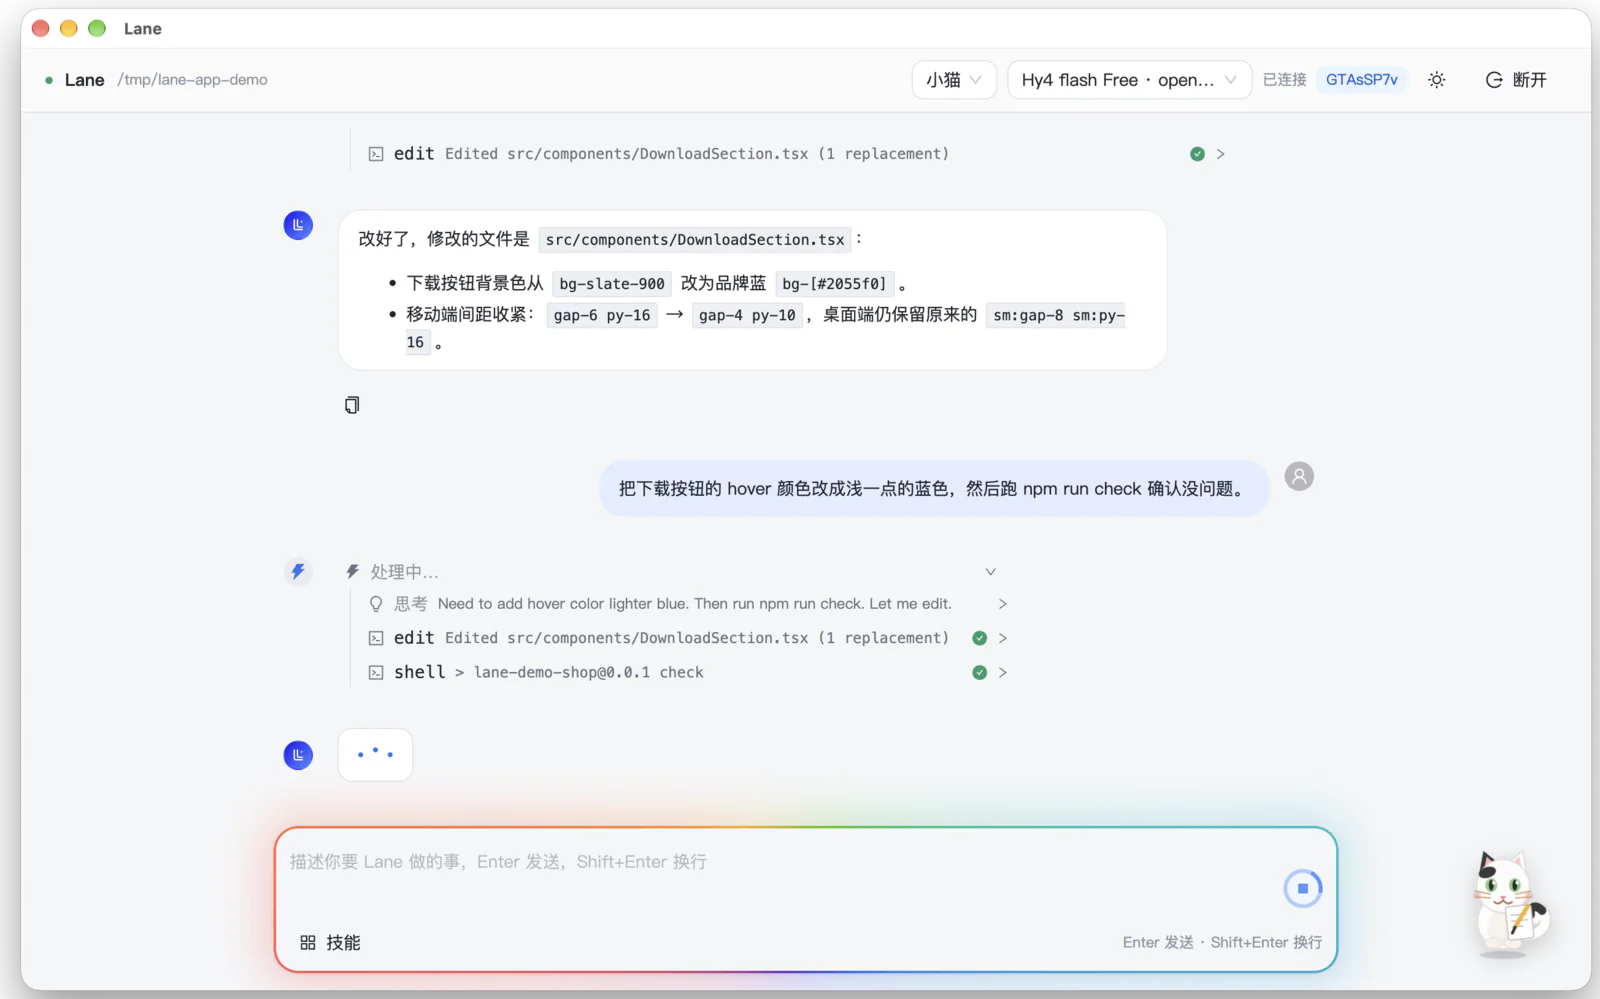 Lane
Lane /tmp/lane-app-demo 小猫 Hy4 flash Free · open... 已连接 GTAsSP7v 断开
edit Edited src/components/DownloadSection.tsx (1 replacement)
改好了，修改的文件是 src/components/DownloadSection.tsx：
• 下载按钮背景色从 bg-slate-900 改为品牌蓝 bg-[#2055f0] 。
• 移动端间距收紧： gap-6 py-16 → gap-4 py-10 ，桌面端仍保留原来的 sm:gap-8 sm:py-
16 。
把下载按钮的 hover 颜色改成浅一点的蓝色，然后跑 npm run check 确认没问题。
处理中...
思考 Need to add hover color lighter blue. Then run npm run check. Let me edit.
edit Edited src/components/DownloadSection.tsx (1 replacement)
shell > lane-demo-shop@0.0.1 check
描述你要 Lane 做的事，Enter 发送，Shift+Enter 换行
技能 Enter 发送 · Shift+Enter 换行